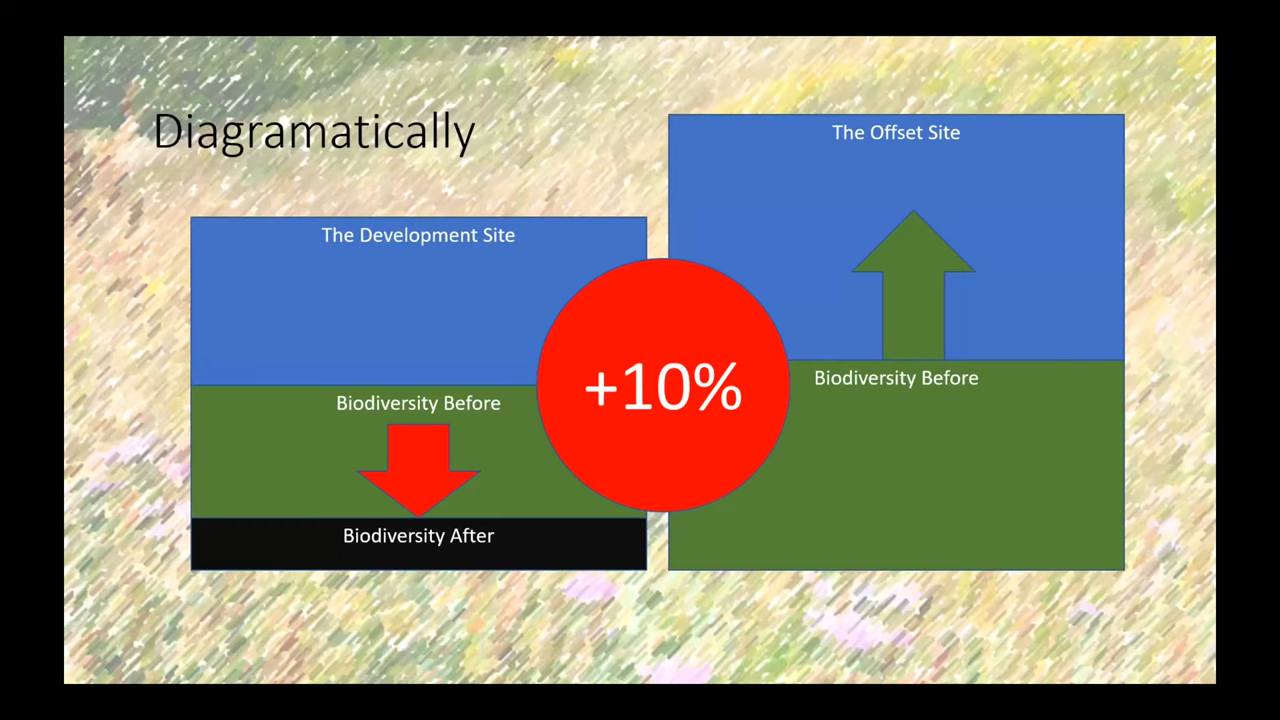 Diagramatically
The Development Site
Biodiversity Before
Biodiversity After
+10%
The Offset Site
Biodiversity Before